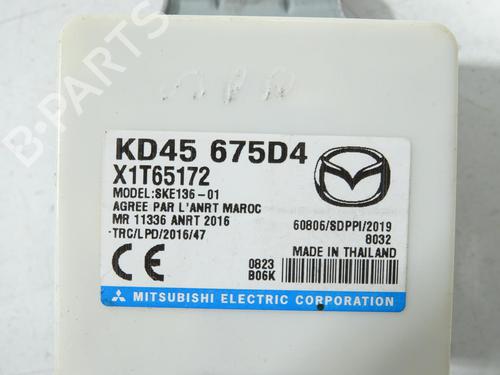 B-PARTS
KD45 675D4
X1T65172
MODEL:SKE136-01
AGREE PAR L'ANRT MAROC
MR 11336 ANRT 2016
TRC/LPD/2016/47
60806/SDPPI/2019
8032
MADE IN THAILAND
0823
B06K
CE
MITSUBISHI ELECTRIC CORPORATION